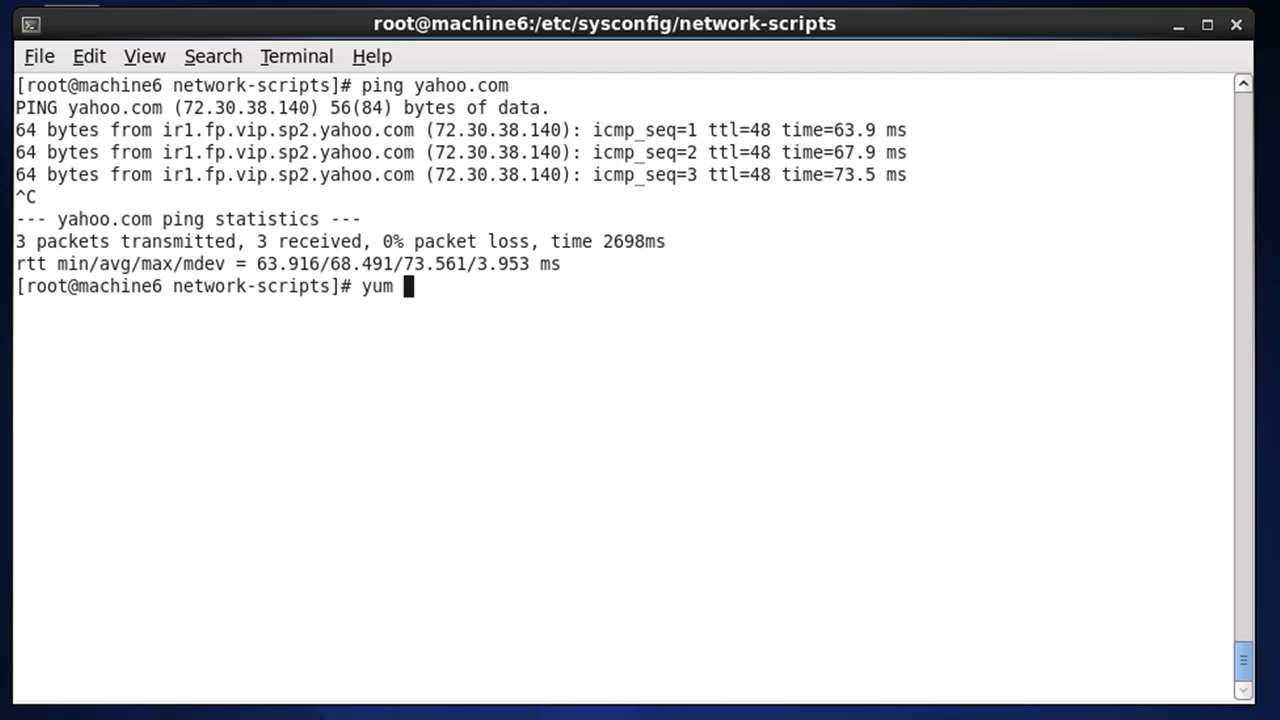 root@machine6:/etc/sysconfig/network-scripts
File Edit View Search Terminal Help
[root@machine6 network-scripts]# ping yahoo.com
PING yahoo.com (72.30.38.140) 56(84) bytes of data.
64 bytes from ir1.fp.vip.sp2.yahoo.com (72.30.38.140): icmp_seq=1 ttl=48 time=63.9 ms
64 bytes from ir1.fp.vip.sp2.yahoo.com (72.30.38.140): icmp_seq=2 ttl=48 time=67.9 ms
64 bytes from ir1.fp.vip.sp2.yahoo.com (72.30.38.140): icmp_seq=3 ttl=48 time=73.5 ms
^C
--- yahoo.com ping statistics ---
3 packets transmitted, 3 received, 0% packet loss, time 2698ms
rtt min/avg/max/mdev = 63.916/68.491/73.561/3.953 ms
[root@machine6 network-scripts]# yum